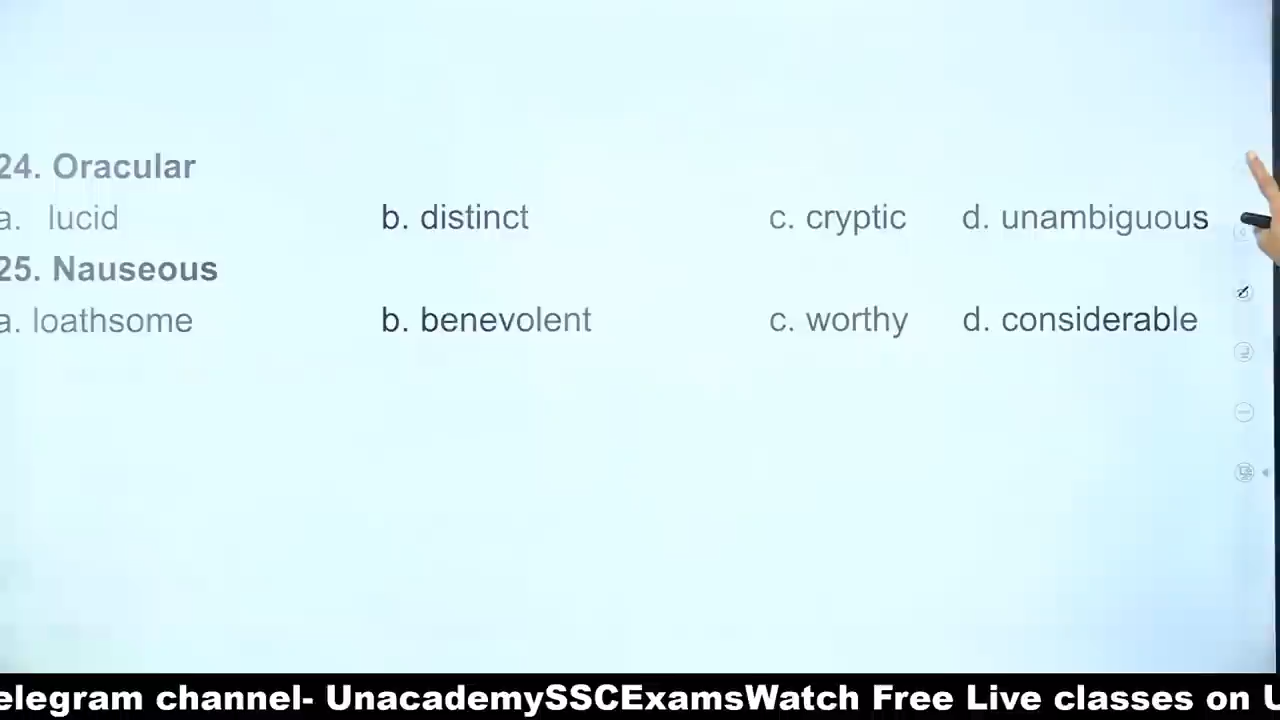 24. Oracular
a. lucid b. distinct c. cryptic d. unambiguous
25. Nauseous
a. loathsome b. benevolent c. worthy d. considerable
elegram channel- UnacademySSCExamsWatch Free Live classes on U